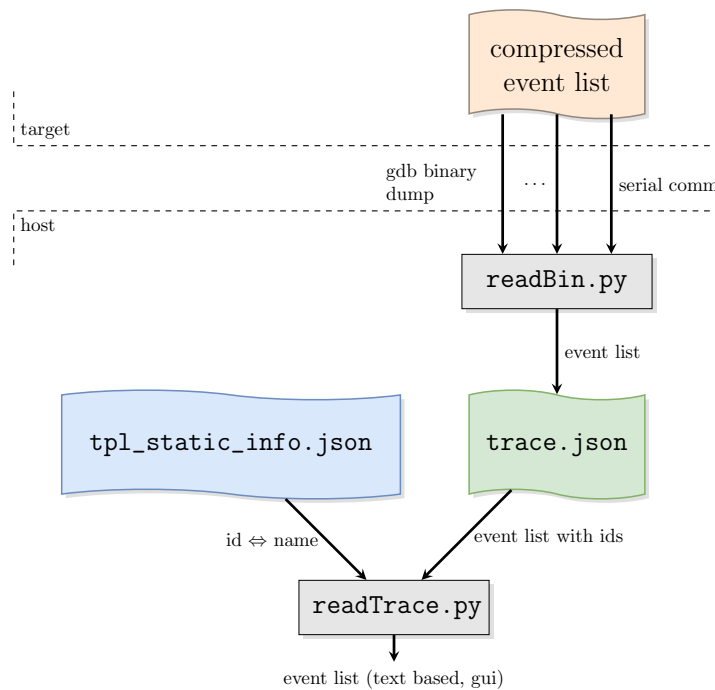 compressed
event list
target
gdb binary
dump
...
serial comm
host
readBin.py
event list
tpl_static_info.json
trace.json
id ⇔ name
event list with ids
readTrace.py
event list (text based, gui)